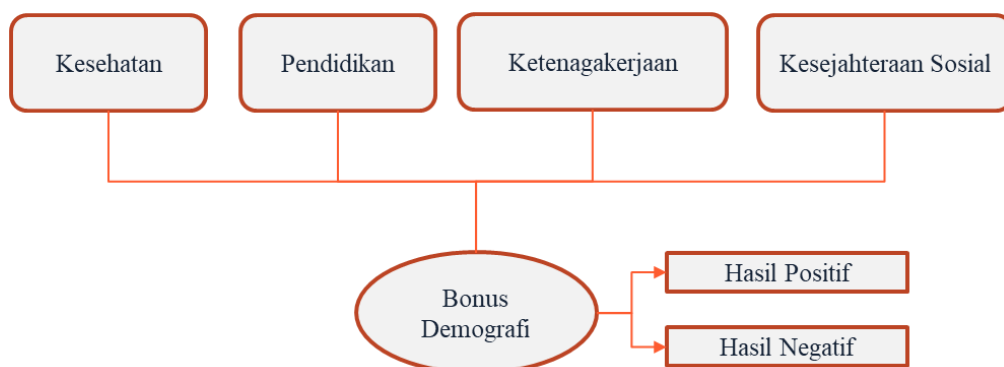 Kesehatan
Pendidikan
Ketenagakerjaan
Kesejahteraan Sosial
Bonus
Demografi
Hasil Positif
Hasil Negatif